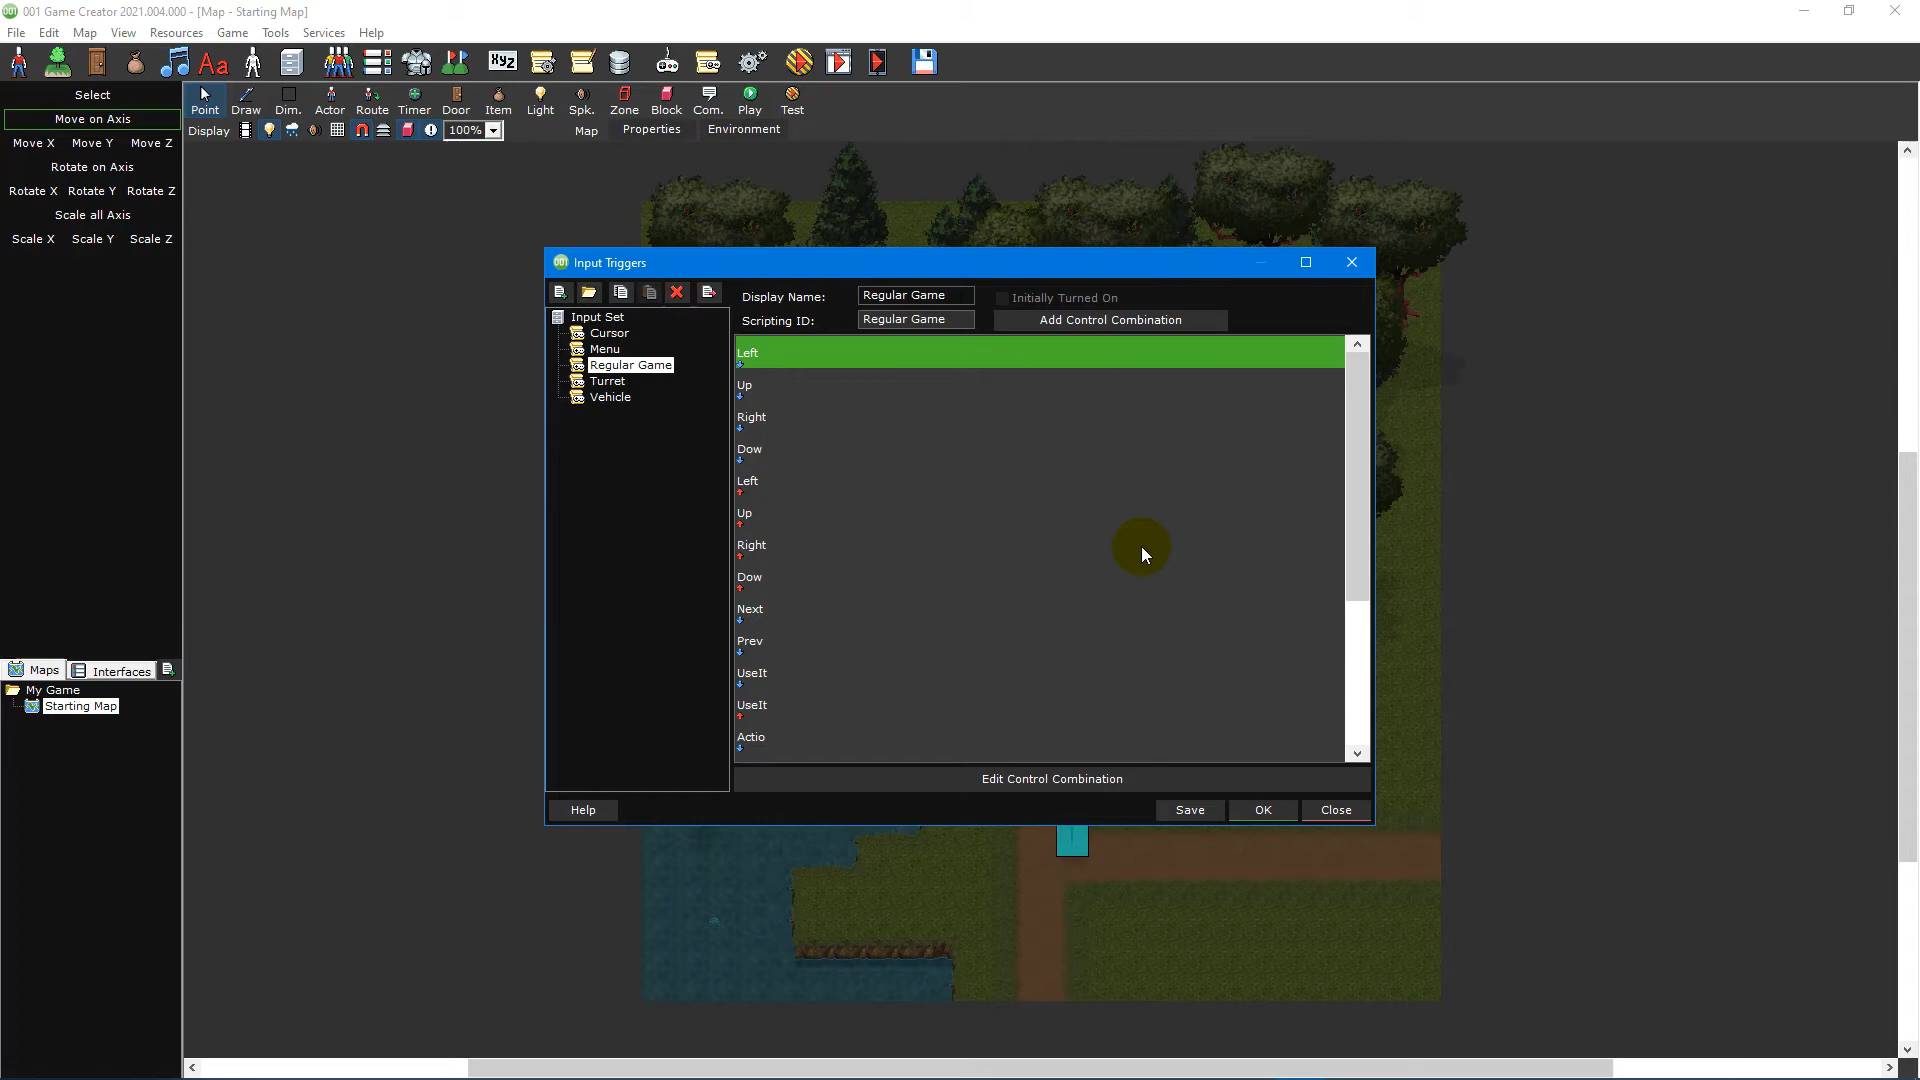 001 Game Creator 2021.004.000 - [Map - Starting Map]
File Edit Map View Resources Game Tools Services Help
Aa
XYZ
Select
Move on Axis
Move X Move Y Move Z
Rotate on Axis
Rotate X Rotate Y Rotate Z
Scale all Axis
Scale X Scale Y Scale Z
Point Draw Dim. Actor Route Timer Door Item Light Spk. Zone Block Com. Play Test
Display 100% Map Properties Environment
001 Input Triggers
Input Set
Cursor
Menu
Regular Game
Turret
Vehicle
Display Name: Regular Game Initially Turned On
Scripting ID: Regular Game Add Control Combination
Left
Up
Right
Dow
Left
Up
Right
Dow
Next
Prev
UseIt
UseIt
Actio
Edit Control Combination
Help Save OK Close
Maps Interfaces
My Game
Starting Map